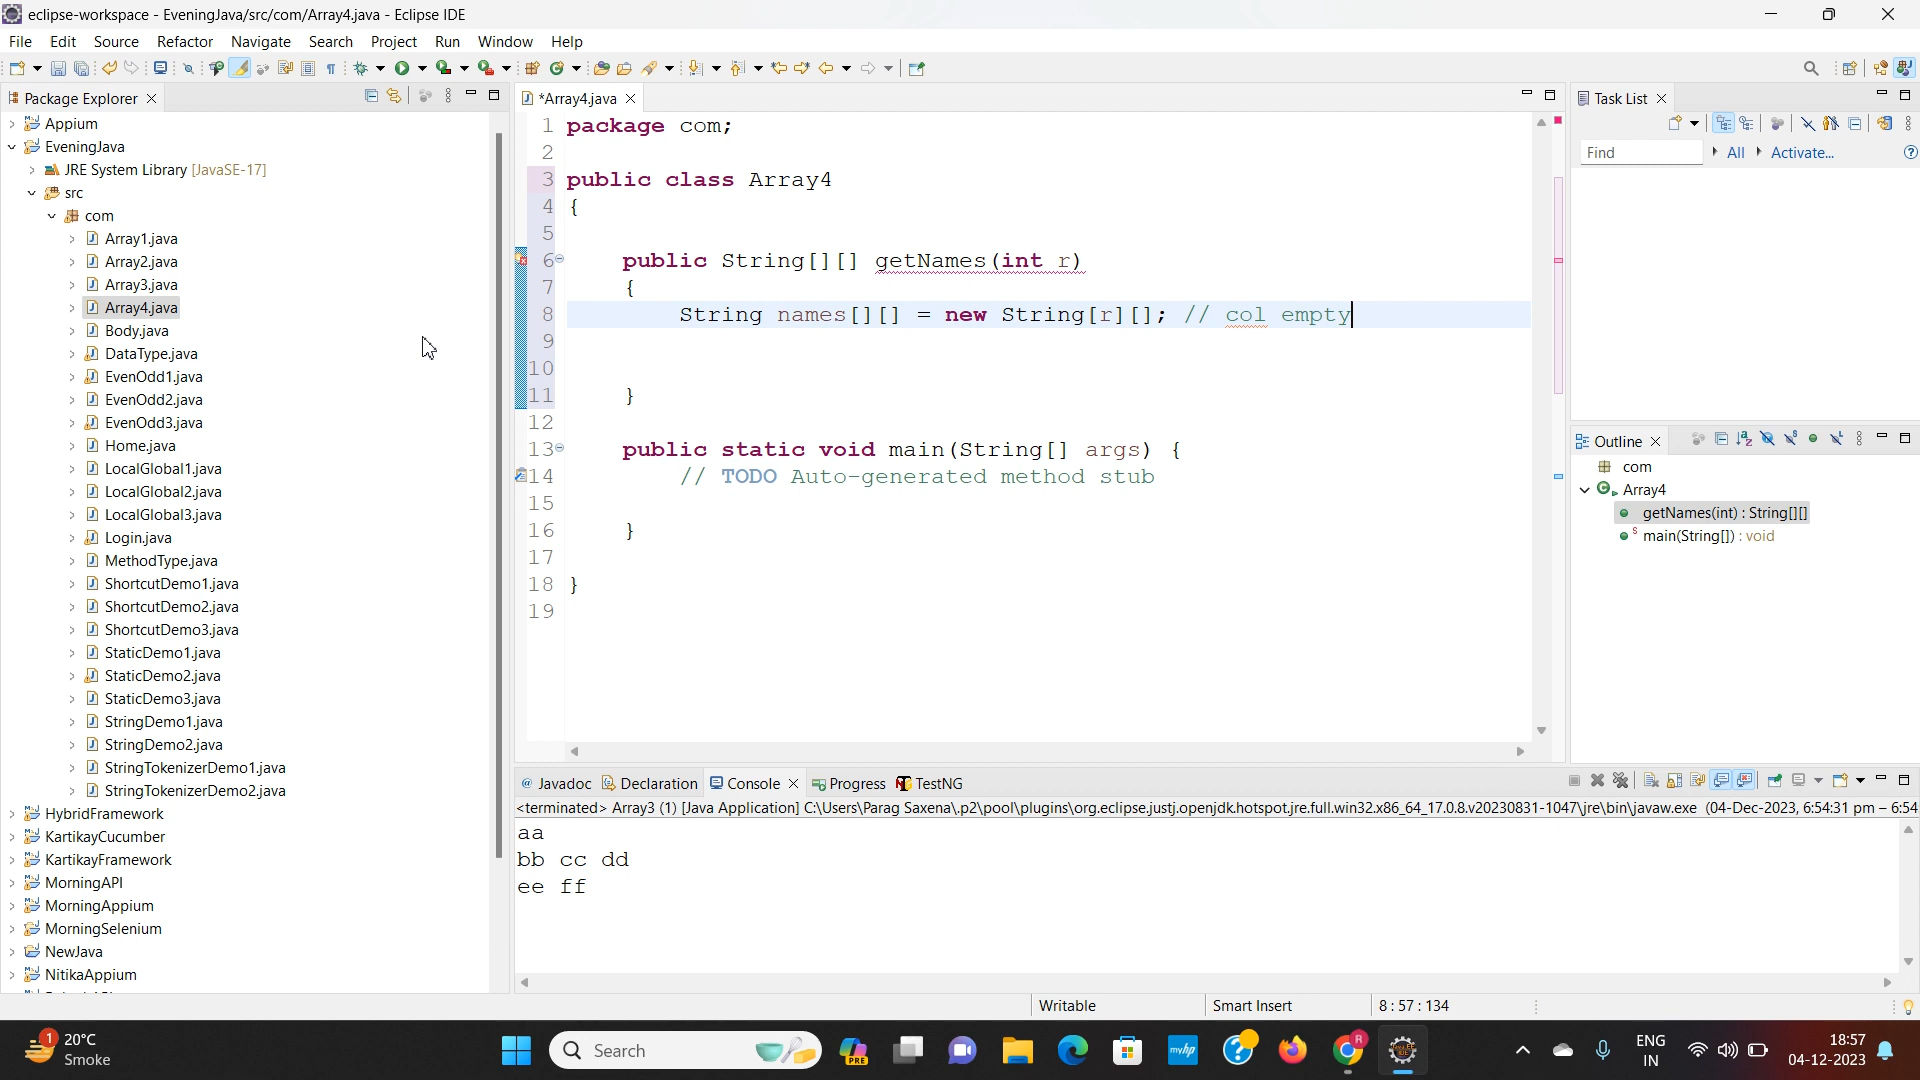 eclipse-workspace - EveningJava/src/com/Array4.java - Eclipse IDE
File Edit Source Refactor Navigate Search Project Run Window Help
Package Explorer
Appium
EveningJava
JRE System Library [JavaSE-17]
src
com
Array1.java
Array2.java
Array3.java
Array4.java
Body.java
DataType.java
EvenOdd1.java
EvenOdd2.java
EvenOdd3.java
Home.java
LocalGlobal1.java
LocalGlobal2.java
LocalGlobal3.java
Login.java
MethodType.java
ShortcutDemo1.java
ShortcutDemo2.java
ShortcutDemo3.java
StaticDemo1.java
StaticDemo2.java
StaticDemo3.java
StringDemo1.java
StringDemo2.java
StringTokenizerDemo1.java
StringTokenizerDemo2.java
HybridFramework
KartikayCucumber
KartikayFramework
MorningAPI
MorningAppium
MorningSelenium
NewJava
NitikaAppium
*Array4.java
1 package com;
2
3 public class Array4
4 {
5
6 public String[][] getNames(int r)
7 {
8 String names[][] = new String[r][]; // col empty
9
10
11 }
12
13 public static void main(String[] args) {
14 // TODO Auto-generated method stub
15
16 }
17
18 }
19
Task List
Find All Activate...
Outline
com
Array4
getNames(int) : String[][]
main(String[]) : void
@ Javadoc Declaration Console Progress TestNG
<terminated> Array3 (1) [Java Application] C:\Users\Parag Saxena\.p2\pool\plugins\org.eclipse.justj.openjdk.hotspot.jre.full.win32.x86_64_17.0.8.v20230831-1047\jre\bin\javaw.exe (04-Dec-2023, 6:54:31 pm – 6:54
aa
bb cc dd
ee ff
Writable Smart Insert 8 : 57 : 134
1
20°C
Smoke
Search
PRE
myhp
R
ENG
IN
18:57
04-12-2023